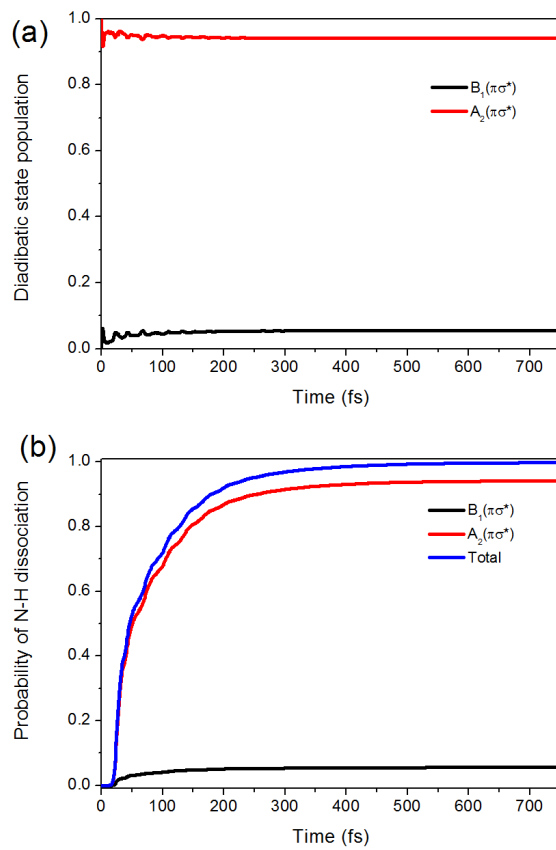 (a)
1.0
0.8
0.6
0.4
0.2
0.0
Diadibatic state population
B₁(πσ*)
A₂(πσ*)
0 100 200 300 400 500 600 700
Time (fs)
(b)
1.0
0.8
0.6
0.4
0.2
0.0
Probability of N-H dissociation
B₁(πσ*)
A₂(πσ*)
Total
0 100 200 300 400 500 600 700
Time (fs)